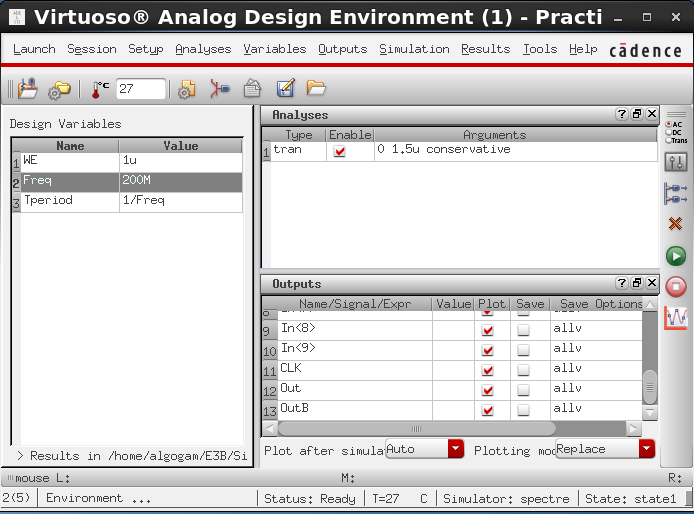 Virtuoso® Analog Design Environment (1) - Practi
Launch Session Setup Analyses Variables Outputs Simulation Results Tools Help cādence
°C 27
Design Variables
Name Value
1 WE 1u
2 Freq 200M
3 Tperiod 1/Freq
> Results in /home/algogam/E3B/Si
Analyses
Type Enable Arguments
1 tran 0 1.5u conservative
AC
DC
Trans
Outputs
Name/Signal/Expr Value Plot Save Save Options
8 allv
9 In<8> allv
10 In<9> allv
11 CLK allv
12 Out allv
13 OutB allv
Plot after simula Auto Plotting mo Replace
mouse L: M: R:
2(5) Environment ... Status: Ready T=27 C Simulator: spectre State: state1